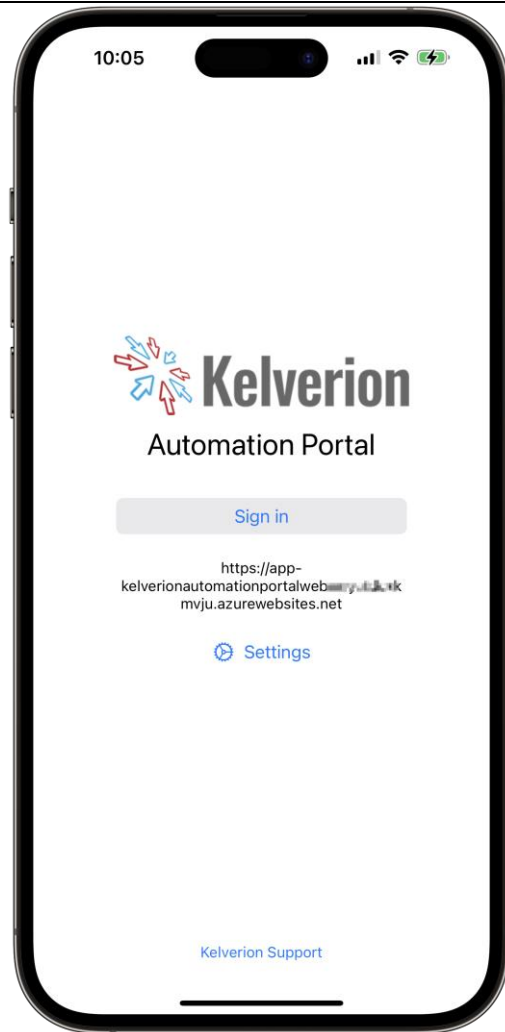 10:05
Kelverion
Automation Portal
Sign in
https://app-
kelverionautomationportalweb
mvju.azurewebsites.net
Settings
Kelverion Support